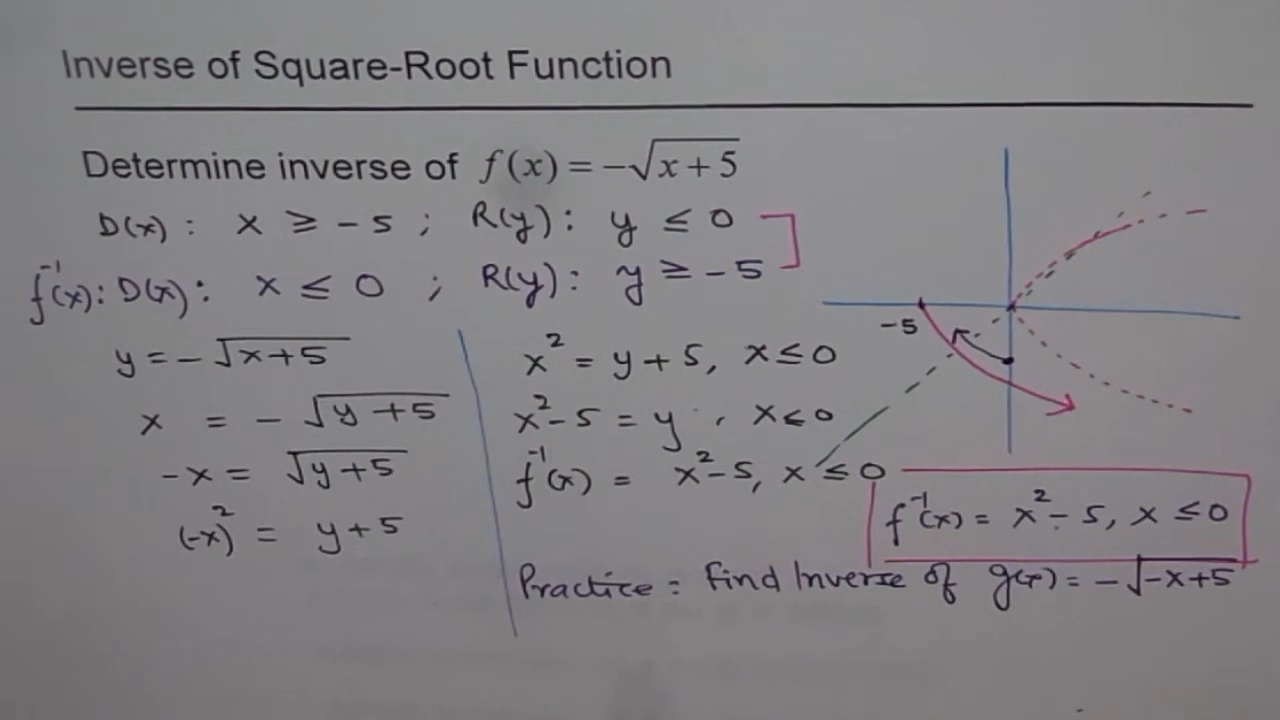 Inverse of Square-Root Function
Determine inverse of f(x) = -√(x+5)
D(x): x ≥ -5 ; R(y): y ≤ 0
f⁻¹(x): D(x): x ≤ 0 ; R(y): y ≥ -5
y = -√(x+5)
x = -√(y+5)
-x = √(y+5)
(-x)² = y+5
x² = y+5, x ≤ 0
x²-5 = y, x ≤ 0
f⁻¹(x) = x²-5, x ≤ 0
-5
f⁻¹(x) = x²-5, x ≤ 0
Practice: Find Inverse of g(x) = -√(-x+5)